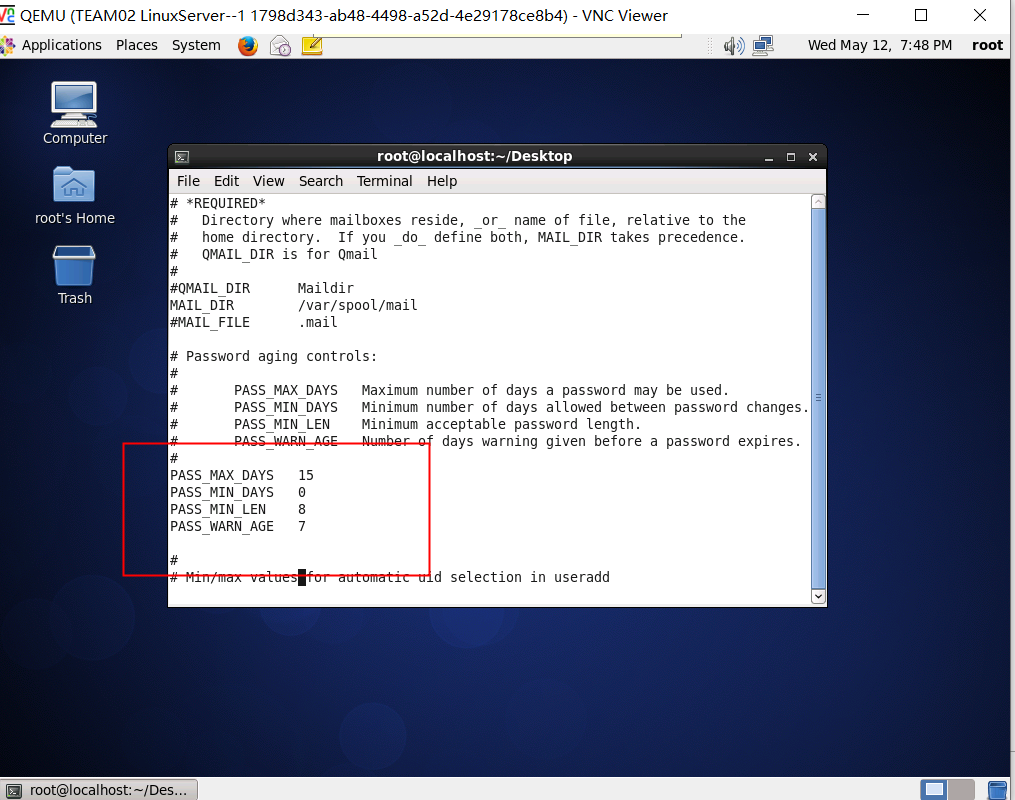 QEMU (TEAM02 LinuxServer--1 1798d343-ab48-4498-a52d-4e29178ce8b4) - VNC Viewer
Applications Places System Wed May 12, 7:48 PM root
Computer
root's Home
Trash
root@localhost:~/Desktop
File Edit View Search Terminal Help
# *REQUIRED*
#   Directory where mailboxes reside, _or_ name of file, relative to the
#   home directory.  If you _do_ define both, MAIL_DIR takes precedence.
#   QMAIL_DIR is for Qmail
#
#QMAIL_DIR      Maildir
MAIL_DIR        /var/spool/mail
#MAIL_FILE      .mail
# Password aging controls:
#
#       PASS_MAX_DAYS   Maximum number of days a password may be used.
#       PASS_MIN_DAYS   Minimum number of days allowed between password changes.
#       PASS_MIN_LEN    Minimum acceptable password length.
#       PASS_WARN_AGE   Number of days warning given before a password expires.
#
PASS_MAX_DAYS   15
PASS_MIN_DAYS   0
PASS_MIN_LEN    8
PASS_WARN_AGE   7
#
# Min/max values for automatic uid selection in useradd
root@localhost:~/Des...